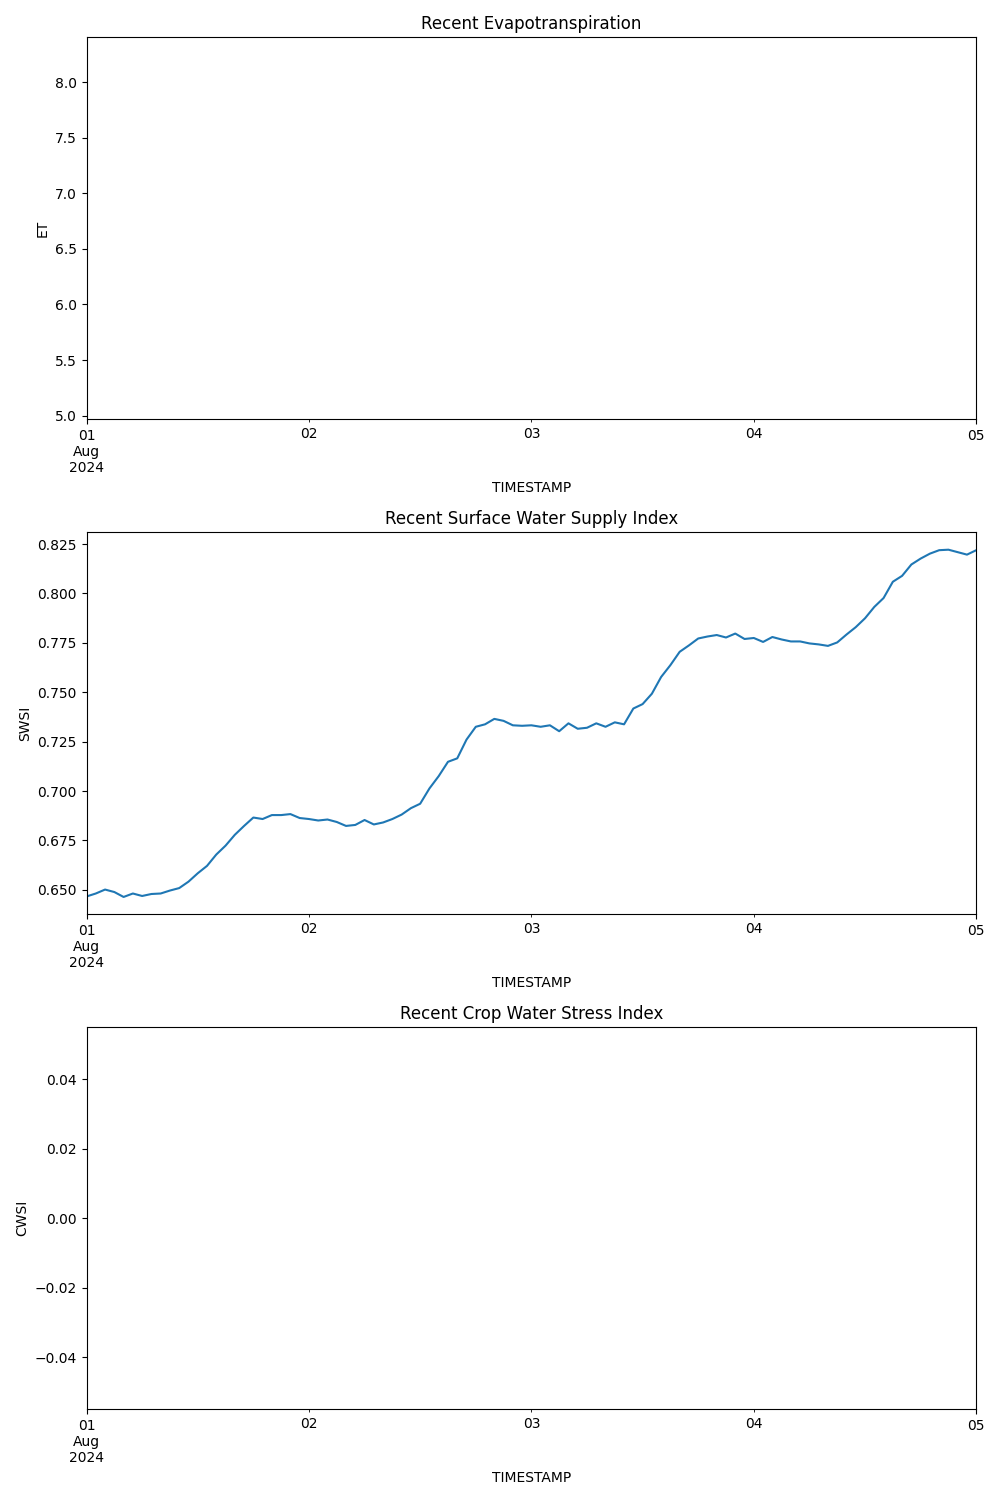 Recent Evapotranspiration
8.0
7.5
7.0
6.5
6.0
5.5
5.0
ET
01 02 03 04 05
Aug
2024
TIMESTAMP
Recent Surface Water Supply Index
0.825
0.800
0.775
0.750
0.725
0.700
0.675
0.650
SWSI
01 02 03 04 05
Aug
2024
TIMESTAMP
Recent Crop Water Stress Index
0.04
0.02
0.00
−0.02
−0.04
CWSI
01 02 03 04 05
Aug
2024
TIMESTAMP